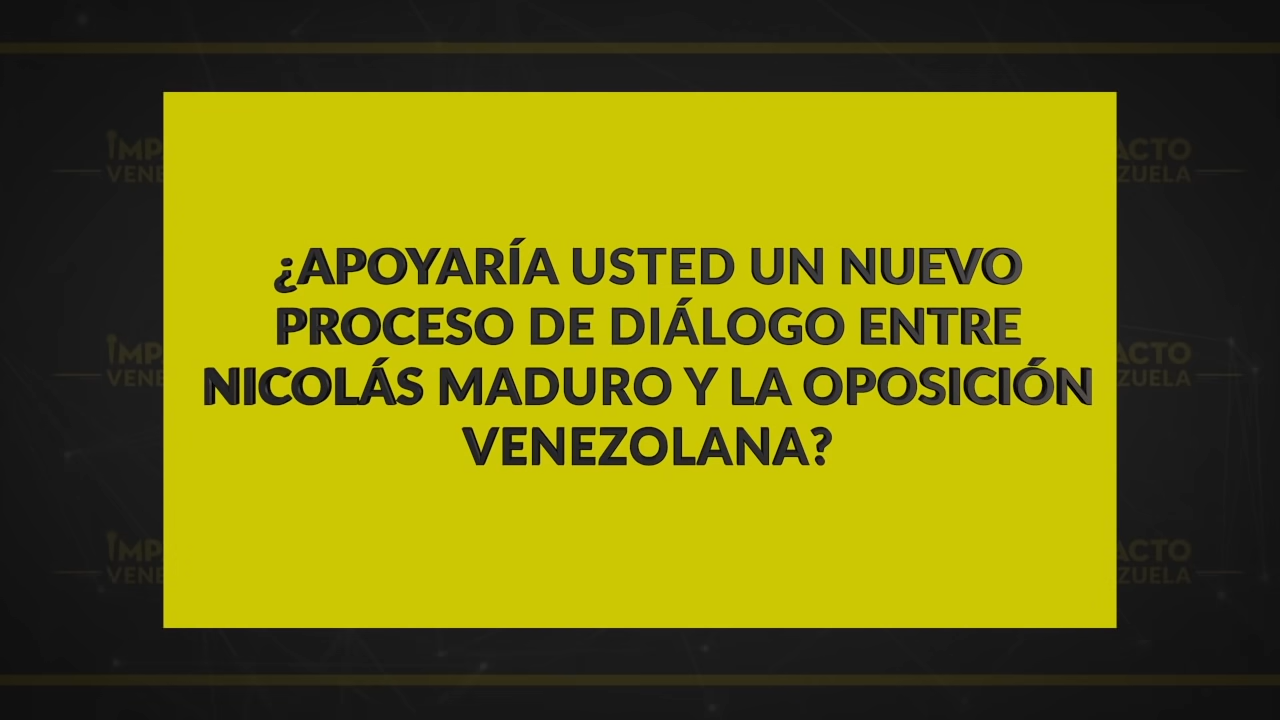 ¿APOYARÍA USTED UN NUEVO
PROCESO DE DIÁLOGO ENTRE
NICOLÁS MADURO Y LA OPOSICIÓN
VENEZOLANA?